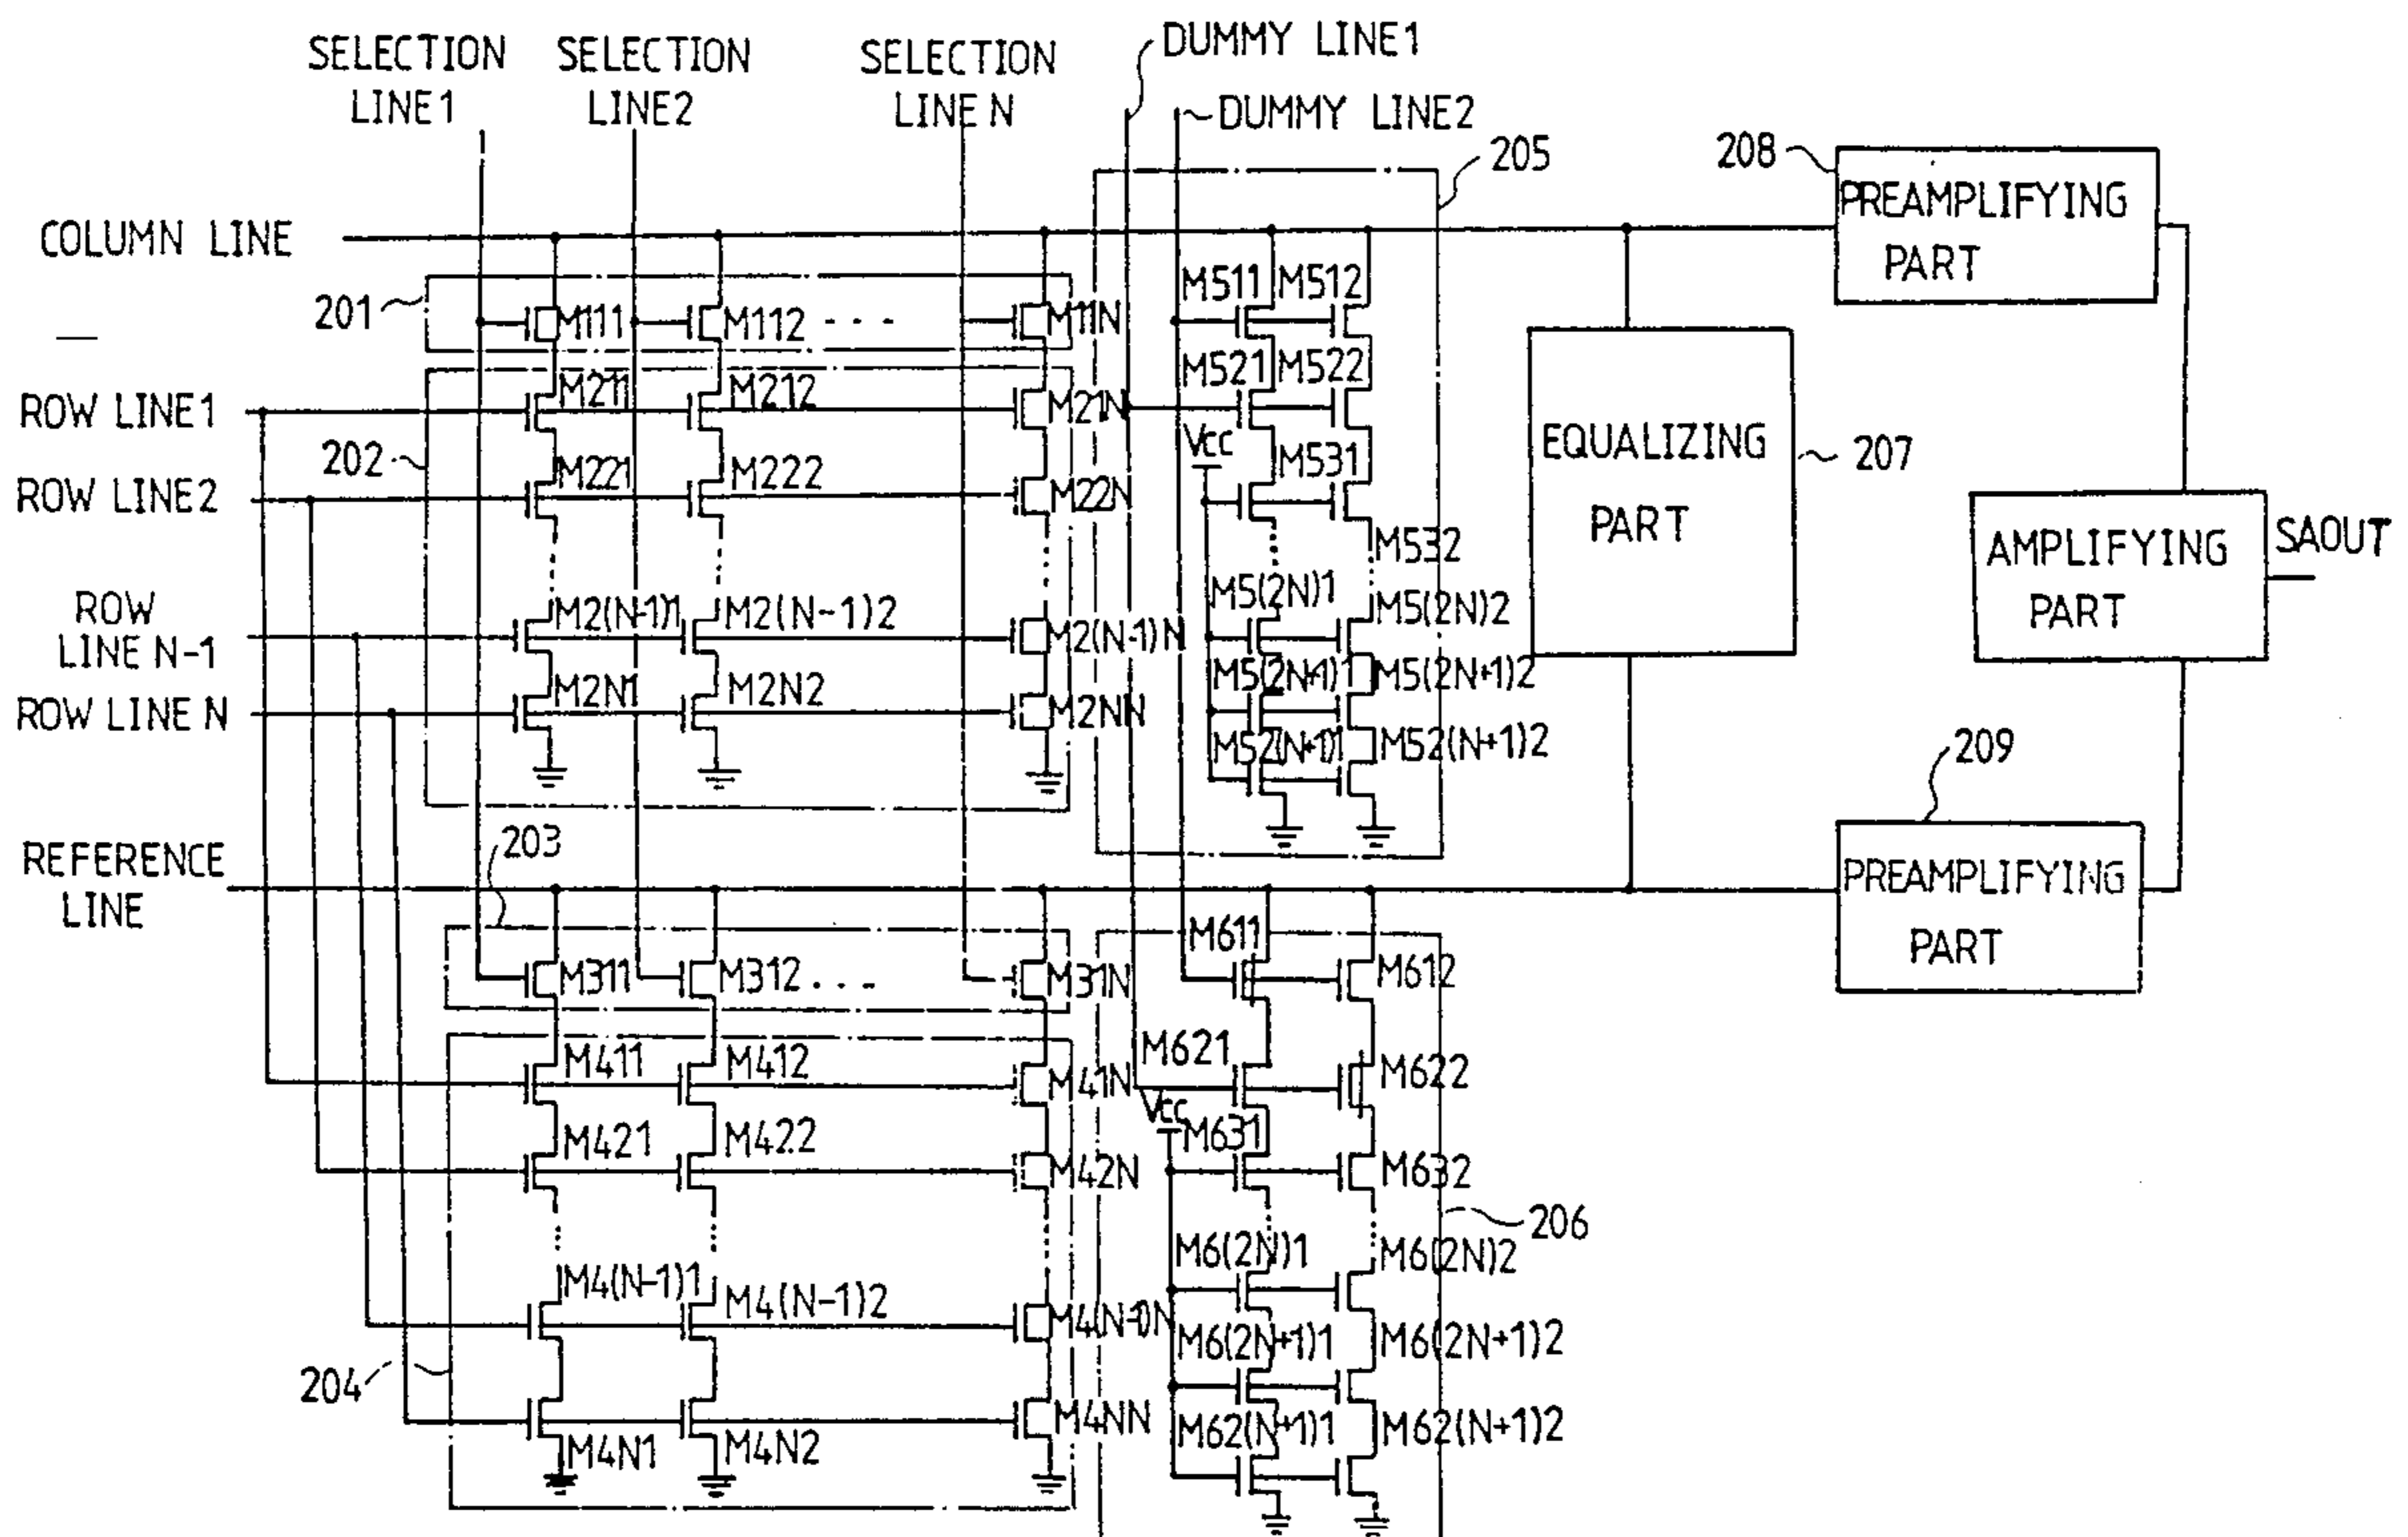 SELECTION
LINE1
SELECTION
LINE2
SELECTION
LINE N
DUMMY LINE1
DUMMY LINE2
205
208
PREAMPLIFYING
PART
COLUMN LINE
201
M111
M112
M11N
M511
M512
ROW LINE1
M211
M212
M21N
M521
M522
202
Vcc
EQUALIZING
PART
207
ROW LINE2
M221
M222
M22N
M531
M532
AMPLIFYING
PART
SAOUT
ROW
LINE N-1
M2(N-1)1
M2(N-1)2
M2(N-1)N
M5(2N)1
M5(2N)2
M5(2N+1)1
M5(2N+1)2
ROW LINE N
M2N1
M2N2
M2NN
M52(N+1)1
M52(N+1)2
209
PREAMPLIFYING
PART
REFERENCE
LINE
203
M311
M312...
M31N
M611
M612
M411
M412
M41N
M621
M622
Vcc
M421
M422
M42N
M631
M632
206
M4(N-1)1
M4(N-1)2
M4(N-1)N
M6(2N)1
M6(2N)2
M6(2N+1)1
M6(2N+1)2
204
M4N1
M4N2
M4NN
M62(N+1)1
M62(N+1)2